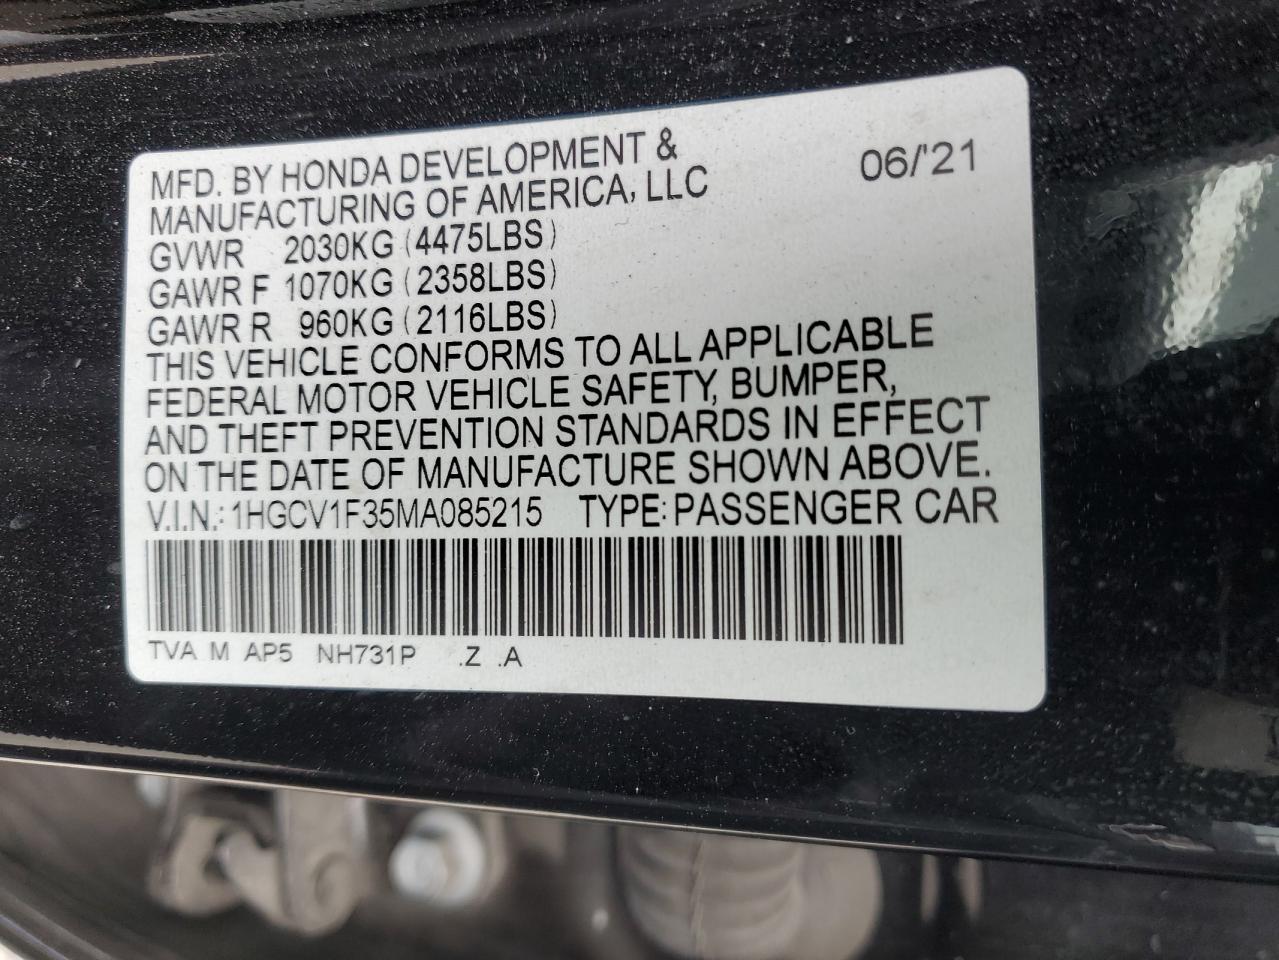 MFD. BY HONDA DEVELOPMENT & 06/'21
MANUFACTURING OF AMERICA, LLC
GVWR 2030KG (4475LBS)
GAWR F 1070KG (2358LBS)
GAWR R 960KG (2116LBS)
THIS VEHICLE CONFORMS TO ALL APPLICABLE
FEDERAL MOTOR VEHICLE SAFETY, BUMPER,
AND THEFT PREVENTION STANDARDS IN EFFECT
ON THE DATE OF MANUFACTURE SHOWN ABOVE.
V.I.N.: 1HGCV1F35MA085215 TYPE: PASSENGER CAR
TVA M AP5 NH731P .Z .A